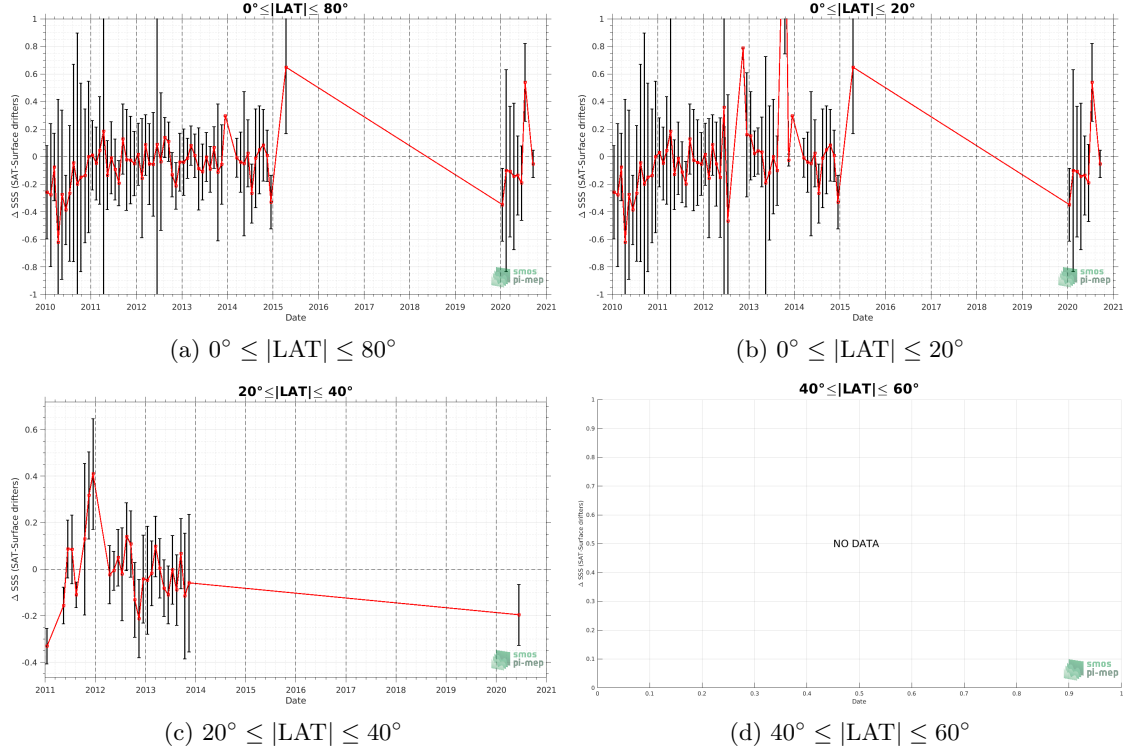 0°≤|LAT|≤ 80°
Δ SSS (SAT-Surface drifters)
1
0.8
0.6
0.4
0.2
0
-0.2
-0.4
-0.6
-0.8
-1
2010 2011 2012 2013 2014 2015 2016 2017 2018 2019 2020 2021
Date
smos
pi-mep
(a) 0° ≤ |LAT| ≤ 80°
0°≤|LAT|≤ 20°
Δ SSS (SAT-Surface drifters)
1
0.8
0.6
0.4
0.2
0
-0.2
-0.4
-0.6
-0.8
-1
2010 2011 2012 2013 2014 2015 2016 2017 2018 2019 2020 2021
Date
smos
pi-mep
(b) 0° ≤ |LAT| ≤ 20°
20°≤|LAT|≤ 40°
Δ SSS (SAT-Surface drifters)
0.6
0.4
0.2
0
-0.2
-0.4
2011 2012 2013 2014 2015 2016 2017 2018 2019 2020 2021
Date
smos
pi-mep
(c) 20° ≤ |LAT| ≤ 40°
40°≤|LAT|≤ 60°
Δ SSS (SAT-Surface drifters)
1
0.9
0.8
0.7
0.6
0.5
0.4
0.3
0.2
0.1
0
NO DATA
0 0.1 0.2 0.3 0.4 0.5 0.6 0.7 0.8 0.9 1
Date
smos
pi-mep
(d) 40° ≤ |LAT| ≤ 60°